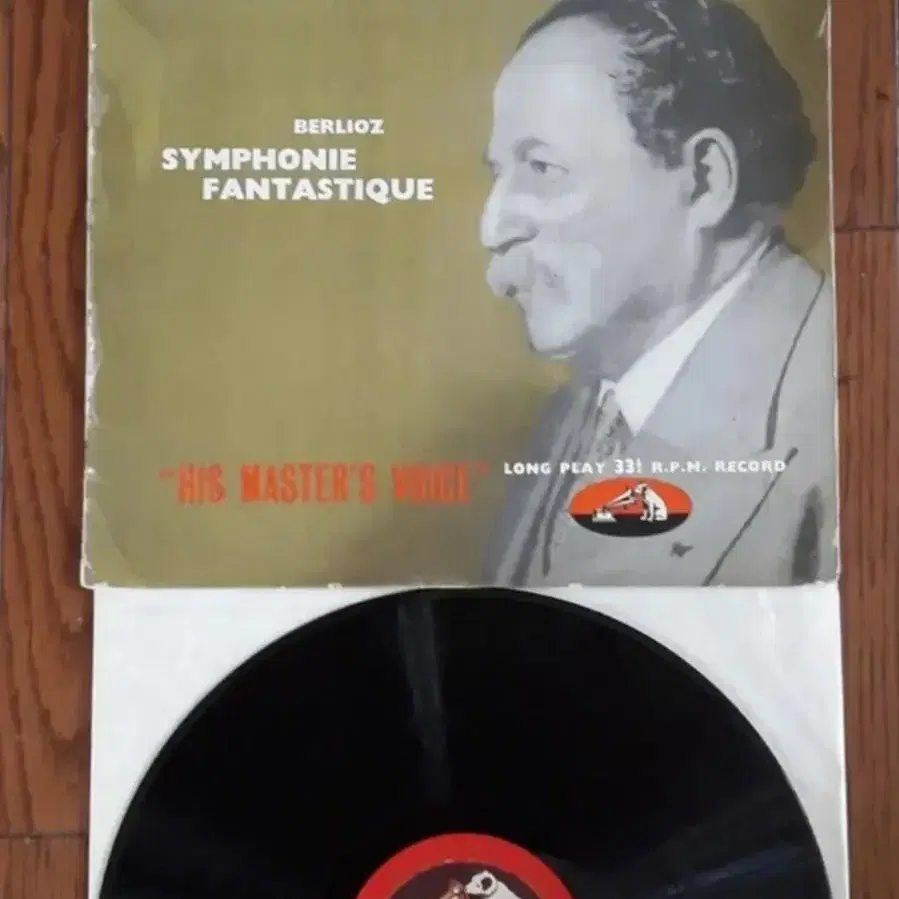 BERLIOZ
SYMPHONIE
FANTASTIQUE
"HIS MASTER'S VOICE"
LONG PLAY 33⅓ R.P.M. RECORD